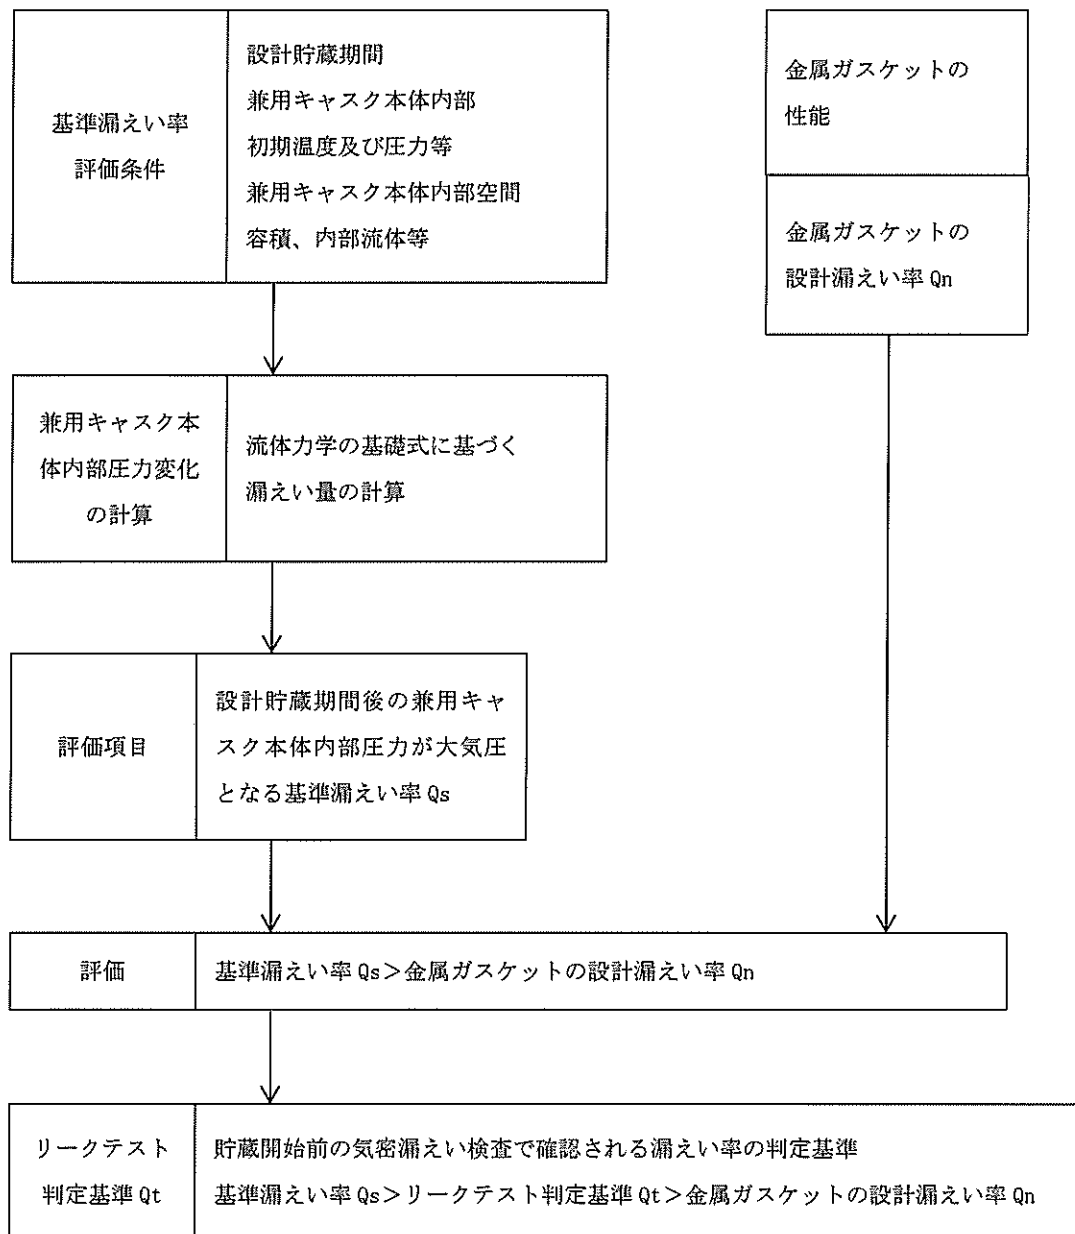 基準漏えい率
評価条件
設計貯蔵期間
兼用キャスク本体内部
初期温度及び圧力等
兼用キャスク本体内部空間
容積、内部流体等
金属ガスケットの
性能
金属ガスケットの
設計漏えい率 Qn
兼用キャスク本
体内部圧力変化
の計算
流体力学の基礎式に基づく
漏えい量の計算
評価項目
設計貯蔵期間後の兼用キャ
スク本体内部圧力が大気圧
となる基準漏えい率 Qs
評価
基準漏えい率 Qs＞金属ガスケットの設計漏えい率 Qn
リークテスト
判定基準 Qt
貯蔵開始前の気密漏えい検査で確認される漏えい率の判定基準
基準漏えい率 Qs＞リークテスト判定基準 Qt＞金属ガスケットの設計漏えい率 Qn